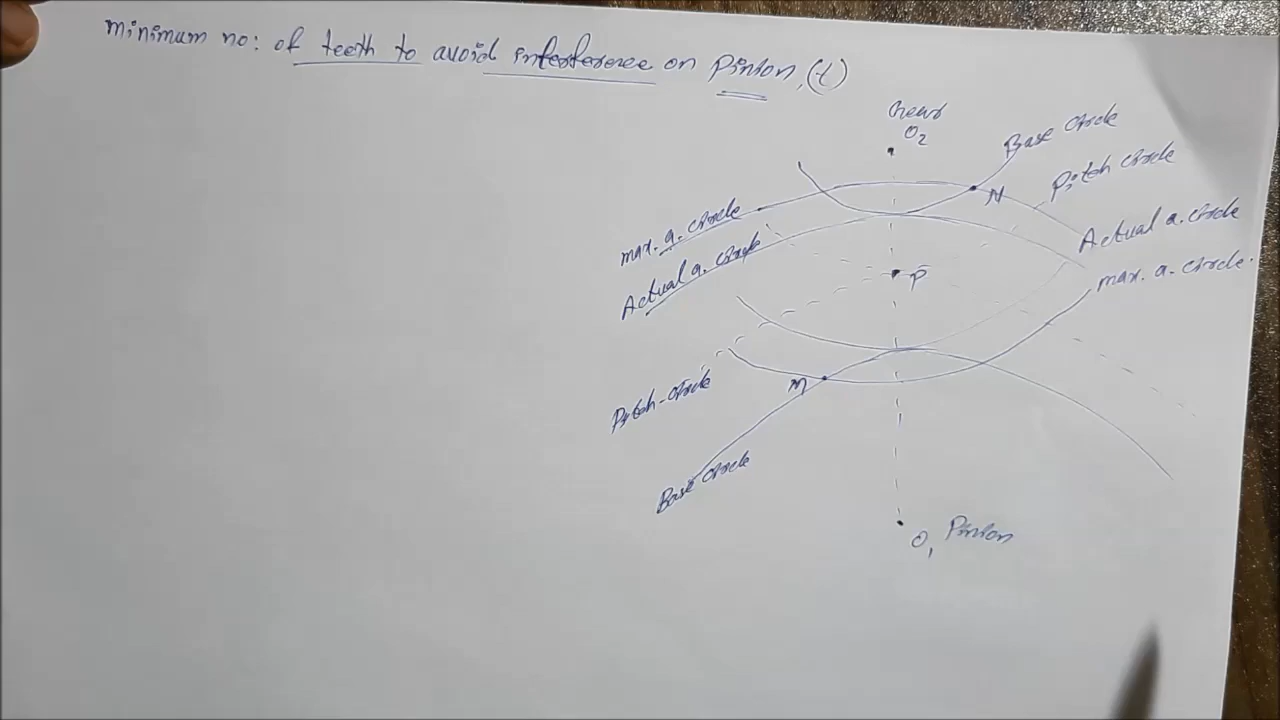 minimum no: of teeth to avoid interference on Pinion, (t)
Gear
O2
Base Circle
N
Pitch Circle
max. a. circle
Actual a. circle
Actual a. circle
max. a. circle.
P
Pitch-circle
M
Base circle
O1 Pinion